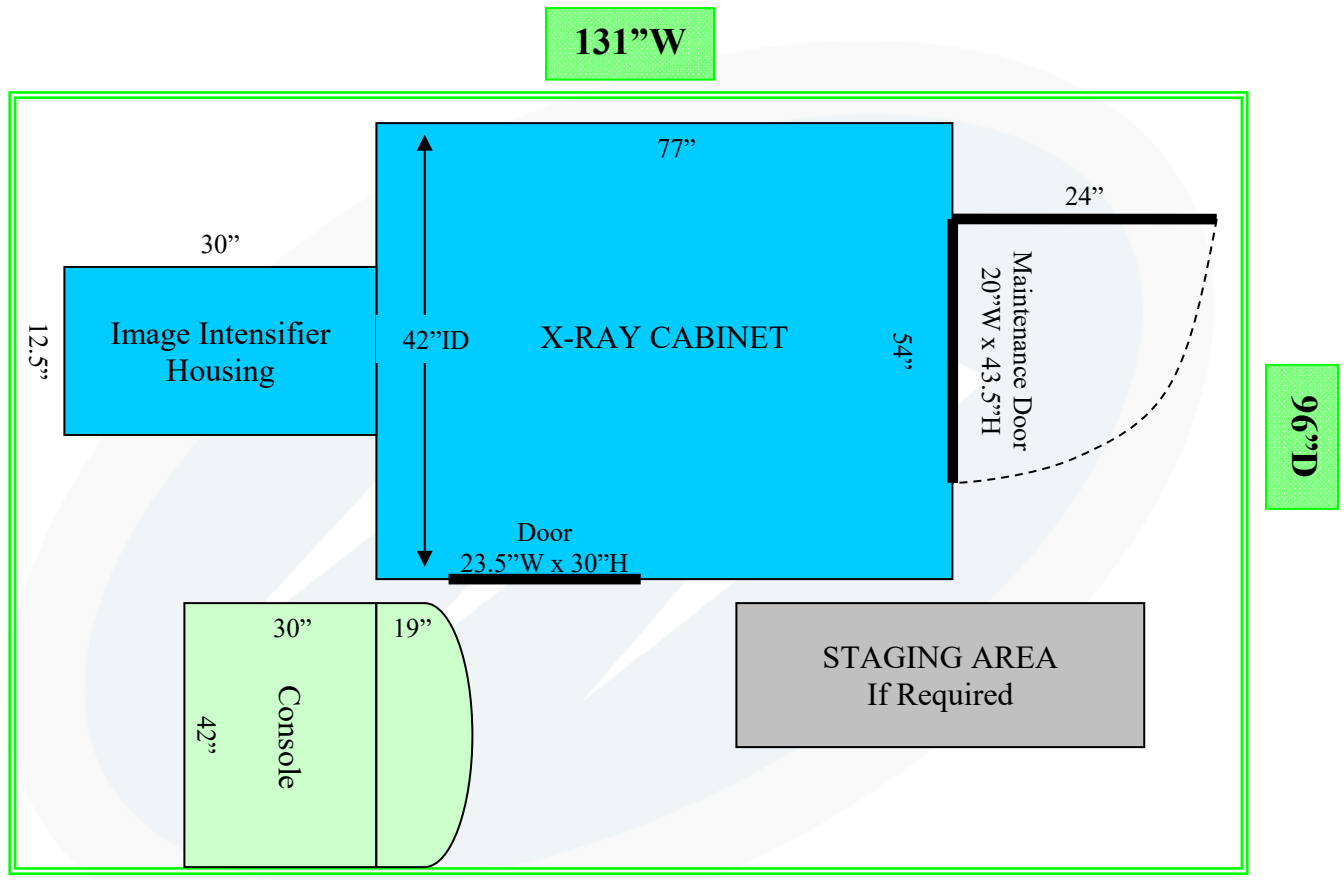 131”W
77”
24”
30”
Image Intensifier
Housing
12.5”
42”ID
X-RAY CABINET
54”
Maintenance Door
20”W x 43.5”H
96”D
Door
23.5”W x 30”H
30”
19”
Console
42”
STAGING AREA
If Required